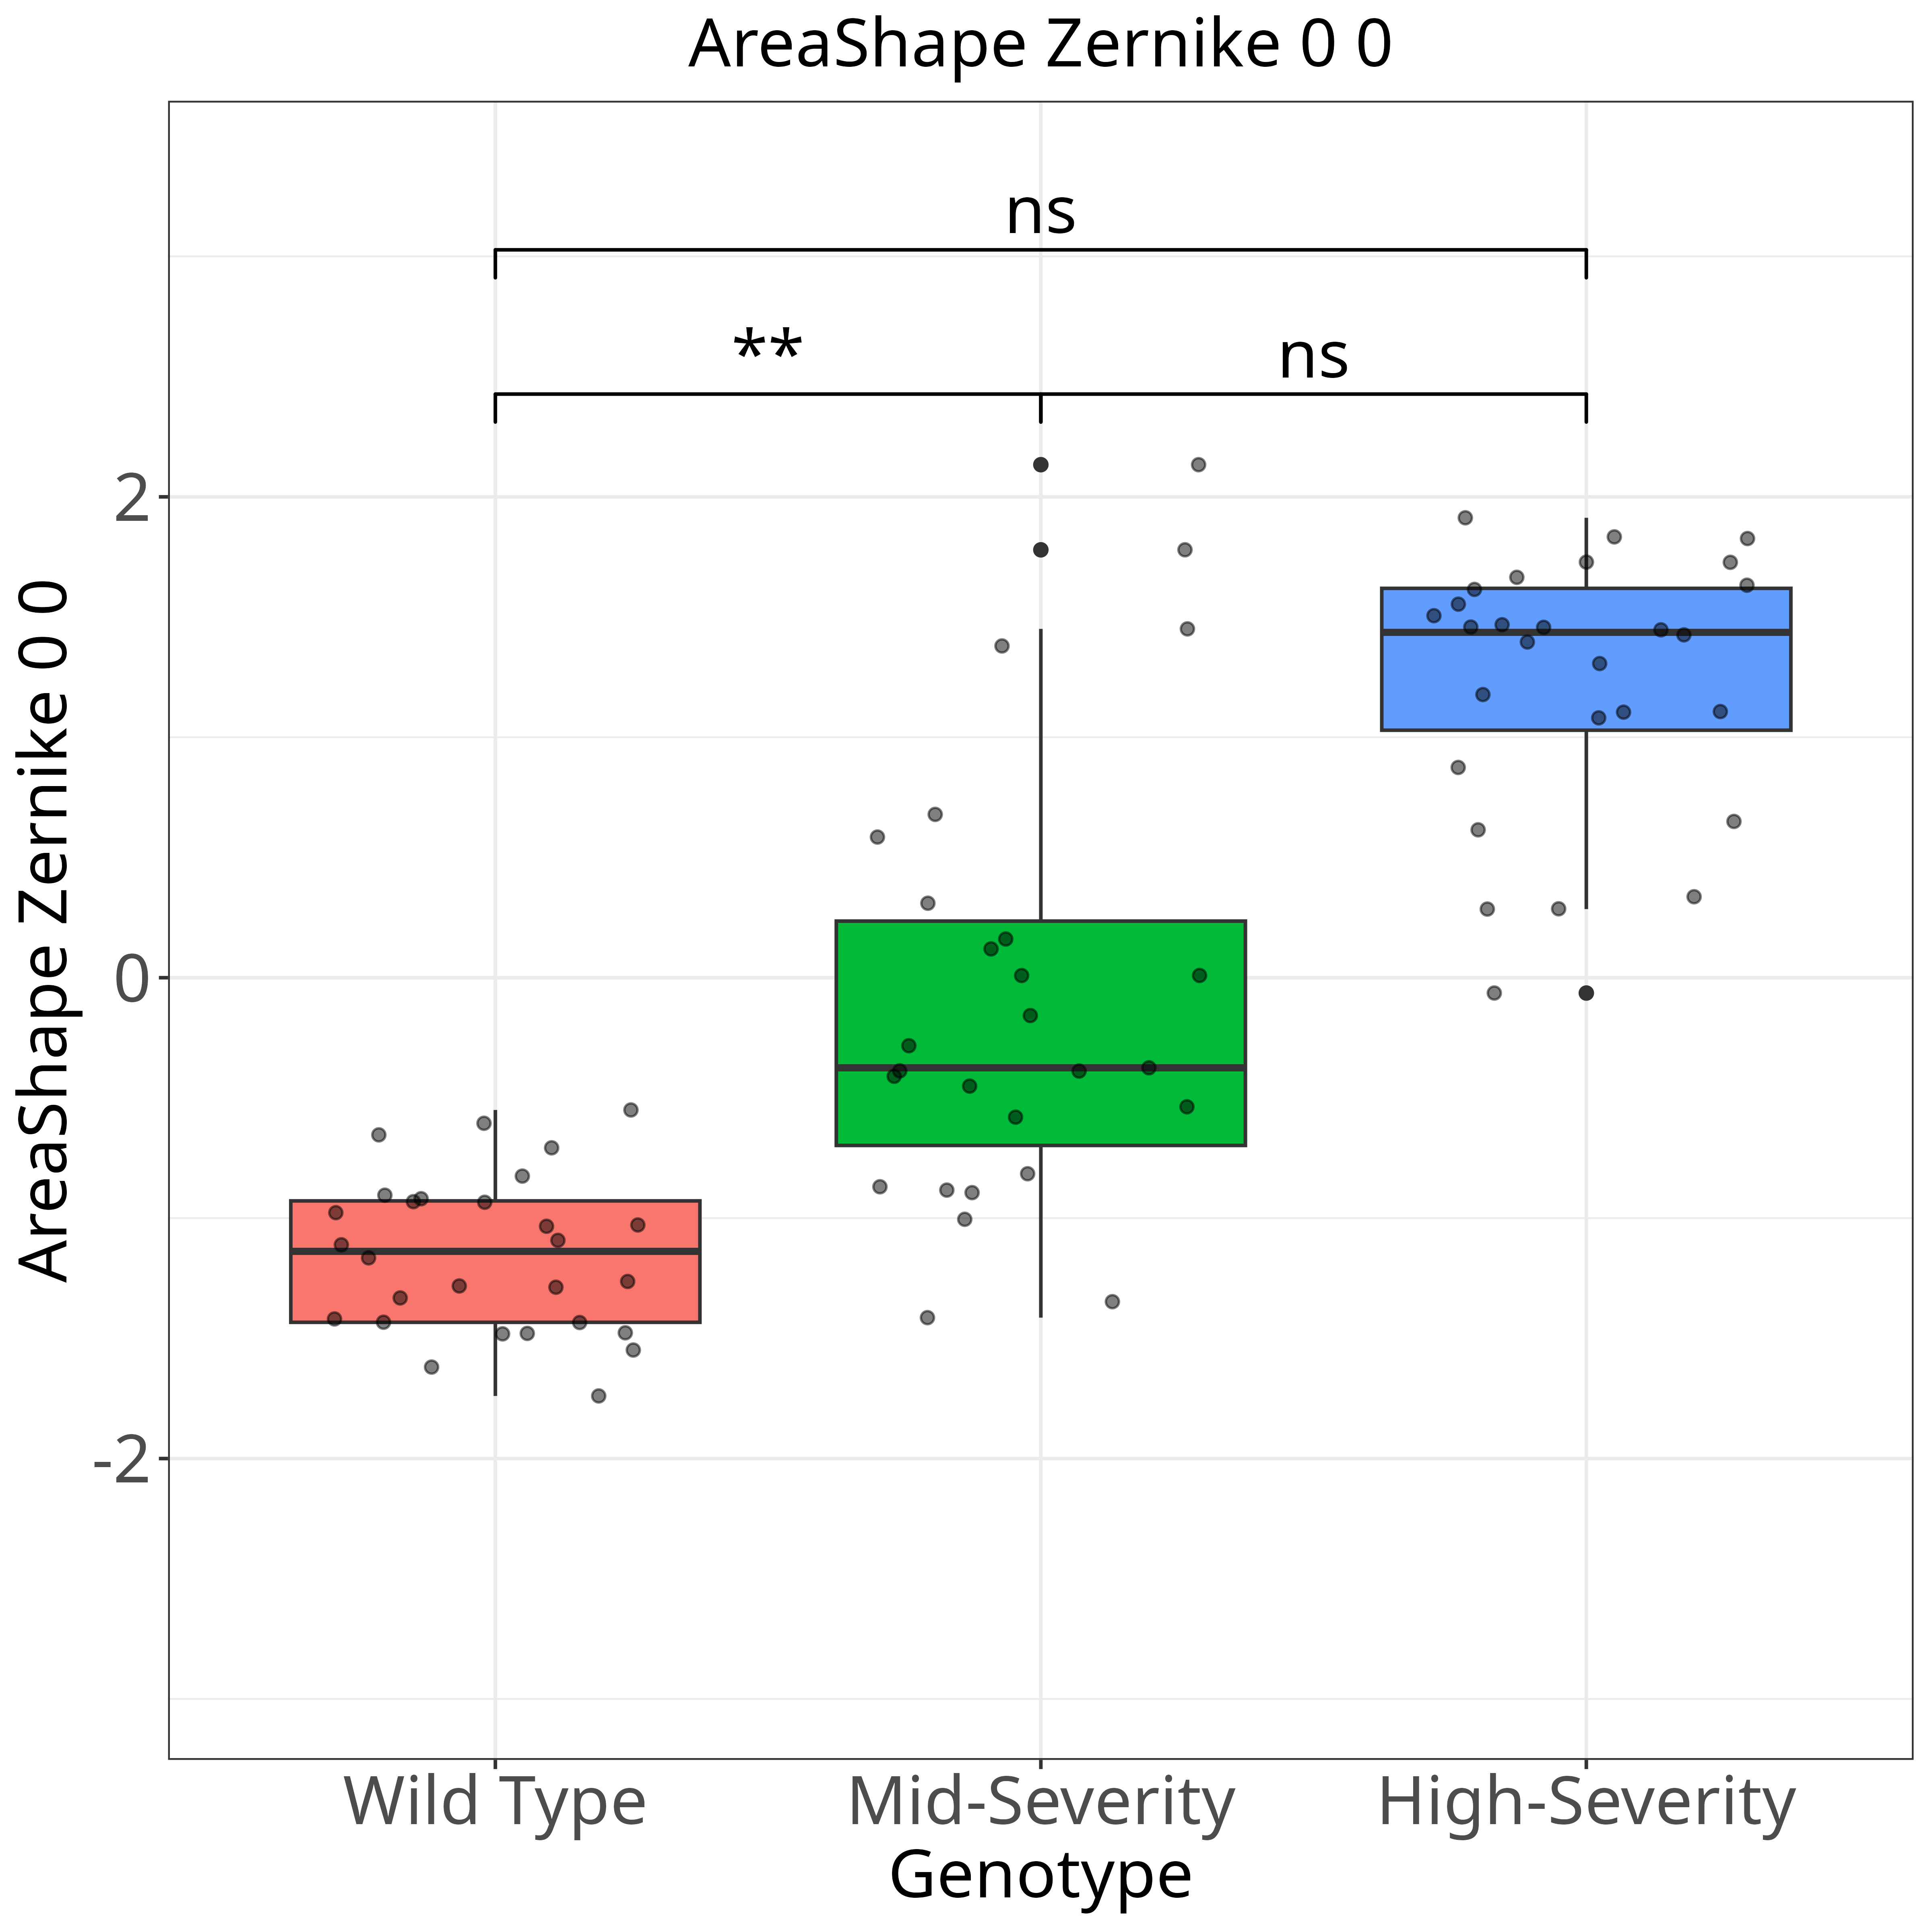 AreaShape Zernike 0 0
ns
**
ns
AreaShape Zernike 0 0
2
0
-2
Wild Type
Mid-Severity
High-Severity
Genotype